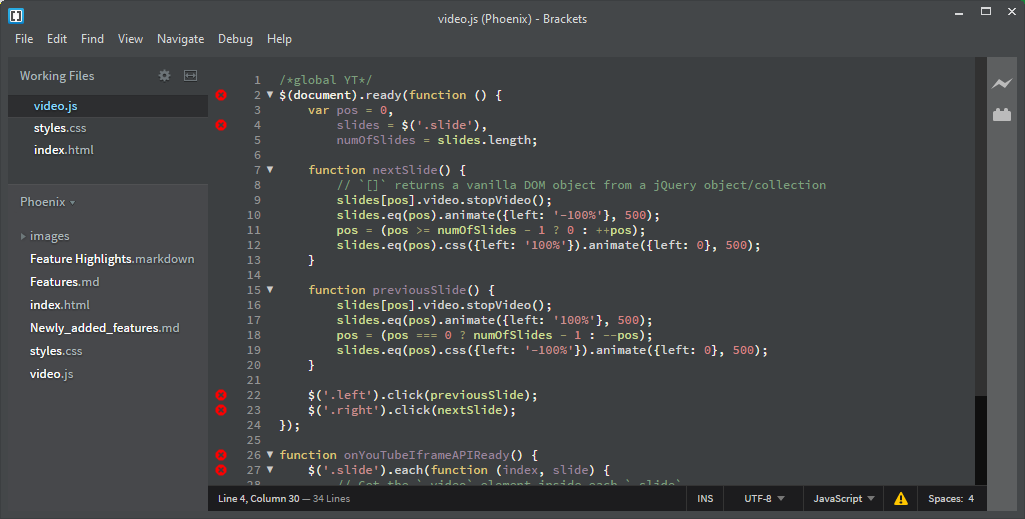 video.js (Phoenix) - Brackets
File Edit Find View Navigate Debug Help
Working Files
video.js
styles.css
index.html
Phoenix
images
Feature Highlights.markdown
Features.md
index.html
Newly_added_features.md
styles.css
video.js
1 /*global YT*/
2 $(document).ready(function () {
3     var pos = 0,
4         slides = $('.slide'),
5         numOfSlides = slides.length;
6
7     function nextSlide() {
8         // `[]` returns a vanilla DOM object from a jQuery object/collection
9         slides[pos].video.stopVideo();
10         slides.eq(pos).animate({left: '-100%'}, 500);
11         pos = (pos >= numOfSlides - 1 ? 0 : ++pos);
12         slides.eq(pos).css({left: '100%'}).animate({left: 0}, 500);
13     }
14
15     function previousSlide() {
16         slides[pos].video.stopVideo();
17         slides.eq(pos).animate({left: '100%'}, 500);
18         pos = (pos === 0 ? numOfSlides - 1 : --pos);
19         slides.eq(pos).css({left: '-100%'}).animate({left: 0}, 500);
20     }
21
22     $('.left').click(previousSlide);
23     $('.right').click(nextSlide);
24 });
25
26 function onYouTubeIframeAPIReady() {
27     $('.slide').each(function (index, slide) {
28         // Get the `.video` element inside each `.slide`
Line 4, Column 30 — 34 Lines INS UTF-8 JavaScript Spaces: 4